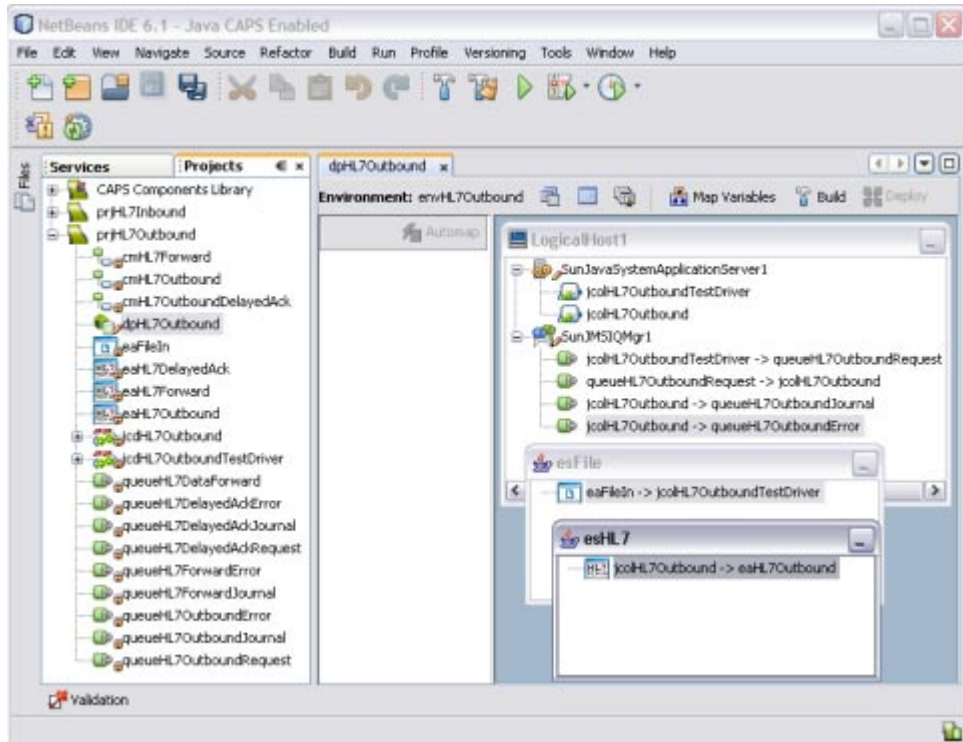 NetBeans IDE 6.1 - Java CAPS Enabled
File Edit View Navigate Source Refactor Build Run Profile Versioning Tools Window Help
Files
Services Projects
CAPS Components Library
prjHL7Inbound
prjHL7Outbound
cmHL7Forward
cmHL7Outbound
cmHL7OutboundDelayedAck
dpHL7Outbound
eaFileIn
eaHL7DelayedAck
eaHL7Forward
eaHL7Outbound
jcdHL7Outbound
jcdHL7OutboundTestDriver
queueHL7DataForward
queueHL7DelayedAckError
queueHL7DelayedAckJournal
queueHL7DelayedAckRequest
queueHL7ForwardError
queueHL7ForwardJournal
queueHL7OutboundError
queueHL7OutboundJournal
queueHL7OutboundRequest
dpHL7Outbound
Environment: envHL7Outbound Map Variables Build Deploy
Automap
LogicalHost1
SunJavaSystemApplicationServer1
jcolHL7OutboundTestDriver
jcolHL7Outbound
SunJMSIQMgr1
jcolHL7OutboundTestDriver -> queueHL7OutboundRequest
queueHL7OutboundRequest -> jcolHL7Outbound
jcolHL7Outbound -> queueHL7OutboundJournal
jcolHL7Outbound -> queueHL7OutboundError
esFile
eaFileIn -> jcolHL7OutboundTestDriver
esHL7
HL7 jcolHL7Outbound -> eaHL7Outbound
Validation